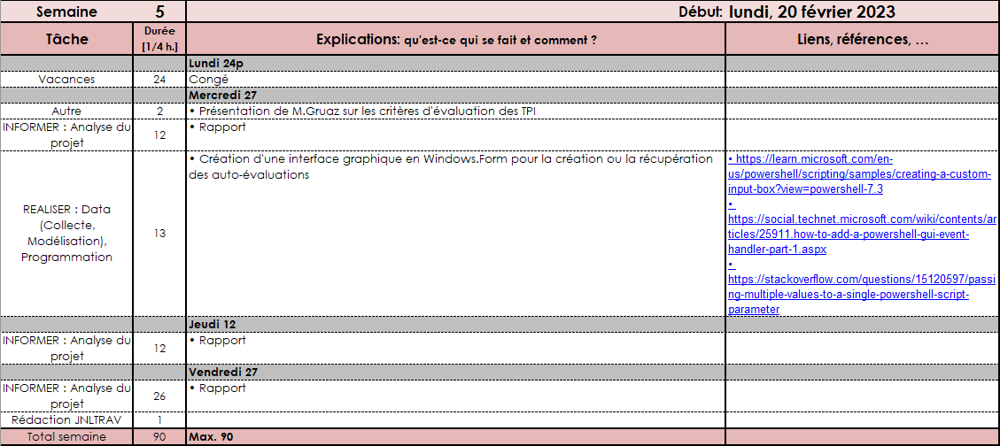 Semaine 5 Début: lundi, 20 février 2023
Tâche Durée [1/4 h.] Explications: qu'est-ce qui se fait et comment ? Liens, références, …
Lundi 24p
Vacances 24 Congé
Mercredi 27
Autre 2 • Présentation de M.Gruaz sur les critères d'évaluation des TPI
INFORMER : Analyse du
projet
12 • Rapport
REALISER : Data
(Collecte,
Modélisation),
Programmation
13
• Création d'une interface graphique en Windows.Form pour la création ou la récupération
des auto-évaluations
• https://learn.microsoft.com/en-
us/powershell/scripting/samples/creating-a-custom-
input-box?view=powershell-7.3
•
https://social.technet.microsoft.com/wiki/contents/ar
ticles/25911.how-to-add-a-powershell-gui-event-
handler-part-1.aspx
•
https://stackoverflow.com/questions/15120597/passi
ng-multiple-values-to-a-single-powershell-script-
parameter
Jeudi 12
INFORMER : Analyse du
projet
12 • Rapport
Vendredi 27
INFORMER : Analyse du
projet
26 • Rapport
Rédaction JNLTRAV 1
Total semaine 90 Max. 90